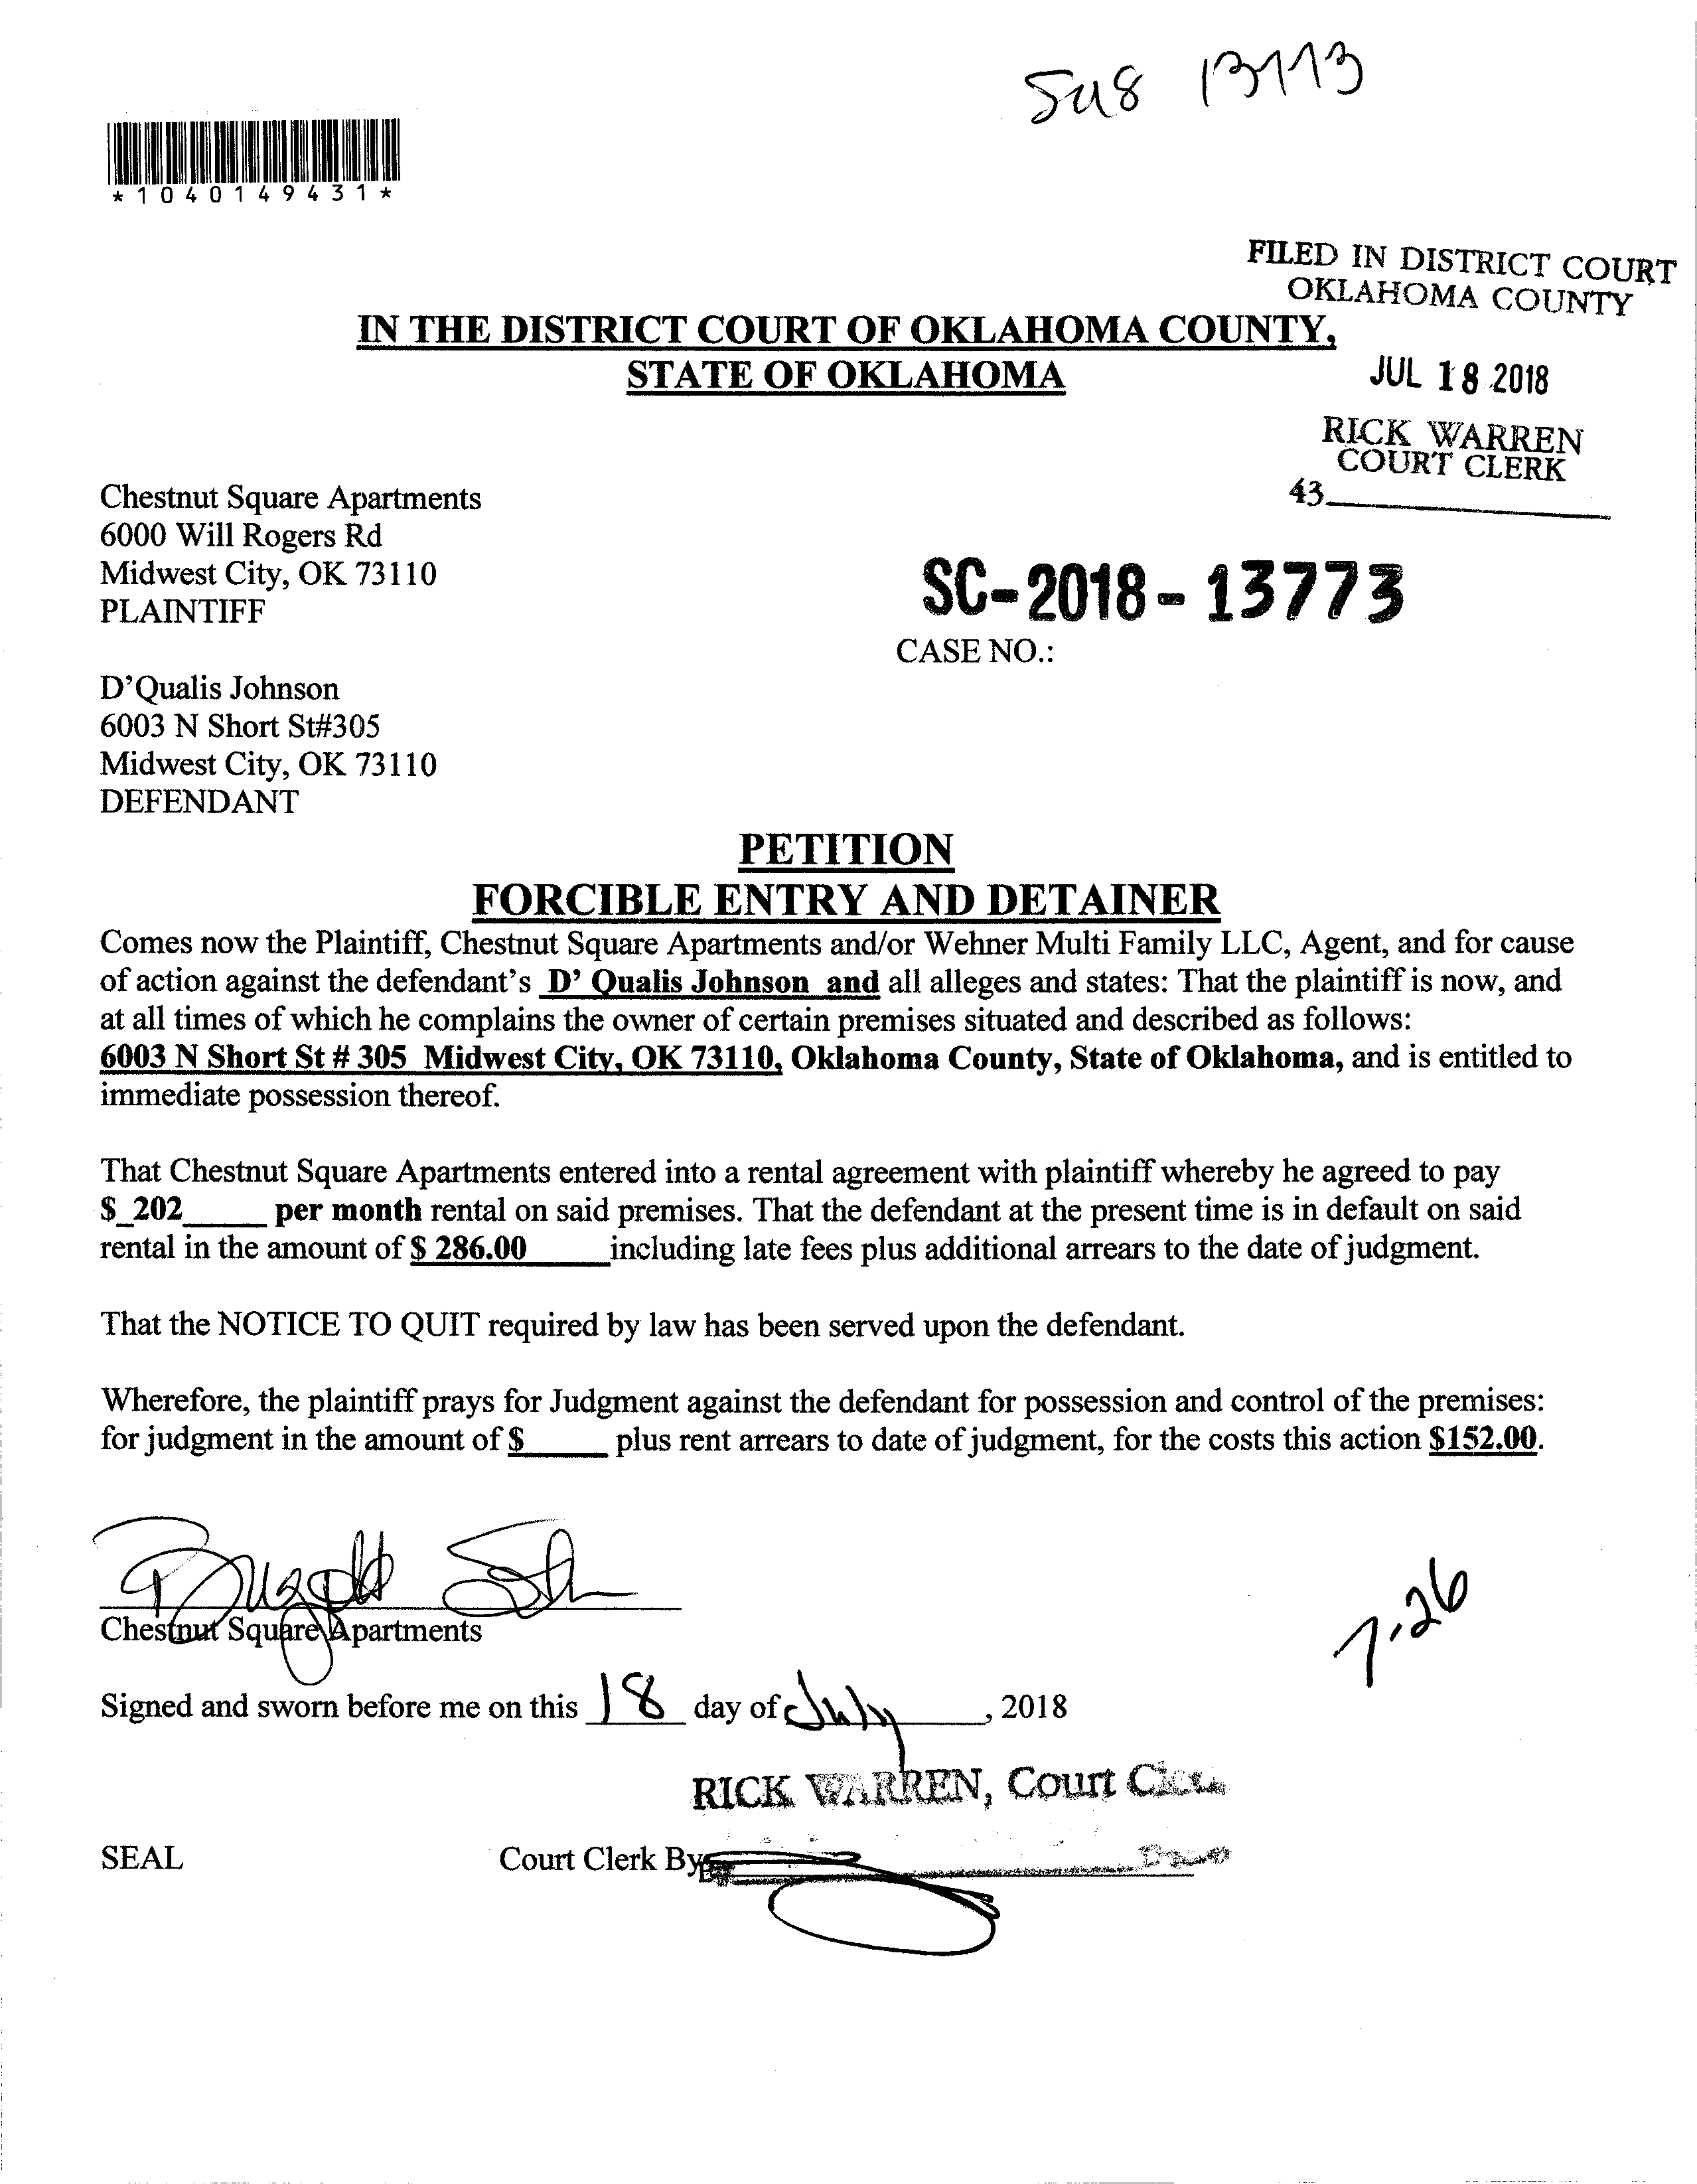 13773
*1040149431*
FILED IN DISTRICT COURT
OKLAHOMA COUNTY
IN THE DISTRICT COURT OF OKLAHOMA COUNTY,
STATE OF OKLAHOMA
JUL 18 2018
RICK WARREN
COURT CLERK
43
Chestnut Square Apartments
6000 Will Rogers Rd
Midwest City, OK 73110
PLAINTIFF
SC-2018-13773
CASE NO.:
D'Qualis Johnson
6003 N Short St#305
Midwest City, OK 73110
DEFENDANT
PETITION
FORCIBLE ENTRY AND DETAINER
Comes now the Plaintiff, Chestnut Square Apartments and/or Wehner Multi Family LLC, Agent, and for cause
of action against the defendant's D' Qualis Johnson and all alleges and states: That the plaintiff is now, and
at all times of which he complains the owner of certain premises situated and described as follows:
6003 N Short St # 305 Midwest City, OK 73110, Oklahoma County, State of Oklahoma, and is entitled to
immediate possession thereof.
That Chestnut Square Apartments entered into a rental agreement with plaintiff whereby he agreed to pay
$_202_____ per month rental on said premises. That the defendant at the present time is in default on said
rental in the amount of $ 286.00_____including late fees plus additional arrears to the date of judgment.
That the NOTICE TO QUIT required by law has been served upon the defendant.
Wherefore, the plaintiff prays for Judgment against the defendant for possession and control of the premises:
for judgment in the amount of $_____ plus rent arrears to date of judgment, for the costs this action $152.00.
Chestnut Square Apartments
7.26
Signed and sworn before me on this 18 day of July, 2018
RICK WARREN, Court
SEAL
Court Clerk By